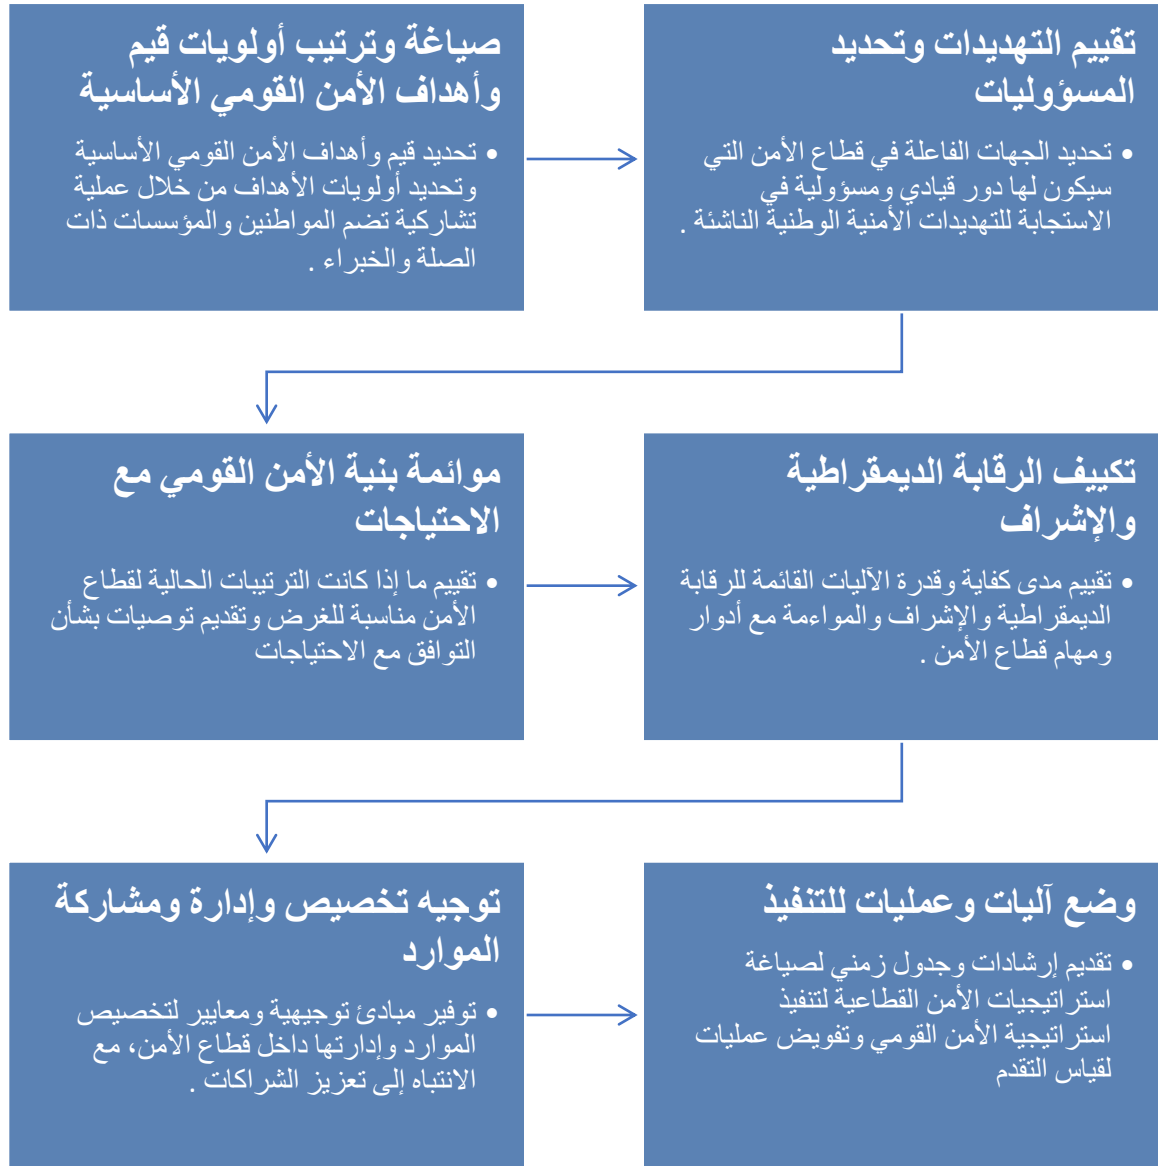 صياغة وترتيب أولويات قيم
وأهداف الأمن القومي الأساسية
• تحديد قيم وأهداف الأمن القومي الأساسية
وتحديد أولويات الأهداف من خلال عملية
تشاركية تضم المواطنين والمؤسسات ذات
الصلة والخبراء .
تقييم التهديدات وتحديد
المسؤوليات
• تحديد الجهات الفاعلة في قطاع الأمن التي
سيكون لها دور قيادي ومسؤولية في
الاستجابة للتهديدات الأمنية الوطنية الناشئة .
موائمة بنية الأمن القومي مع
الاحتياجات
• تقييم ما إذا كانت الترتيبات الحالية لقطاع
الأمن مناسبة للغرض وتقديم توصيات بشأن
التوافق مع الاحتياجات
تكييف الرقابة الديمقراطية
والإشراف
• تقييم مدى كفاية وقدرة الآليات القائمة للرقابة
الديمقراطية والإشراف والمواءمة مع أدوار
ومهام قطاع الأمن .
توجيه تخصيص وإدارة ومشاركة
الموارد
• توفير مبادئ توجيهية ومعايير لتخصيص
الموارد وإدارتها داخل قطاع الأمن، مع
الانتباه إلى تعزيز الشراكات .
وضع آليات وعمليات للتنفيذ
• تقديم إرشادات وجدول زمني لصياغة
استراتيجيات الأمن القطاعية لتنفيذ
استراتيجية الأمن القومي وتفويض عمليات
لقياس التقدم